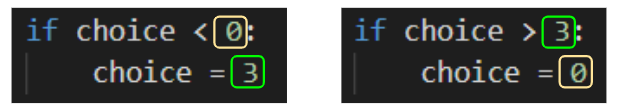 if choice < 0:
choice = 3
if choice > 3:
choice = 0